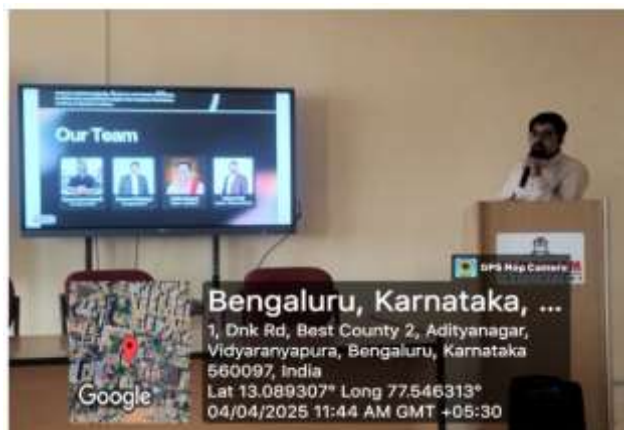 Our Team
GPS Map Camera
Bengaluru, Karnataka, ...
1, Dnk Rd, Best County 2, Adityanagar,
Vidyaranyapura, Bengaluru, Karnataka
560097, India
Lat 13.089307° Long 77.546313°
04/04/2025 11:44 AM GMT +05:30
Google